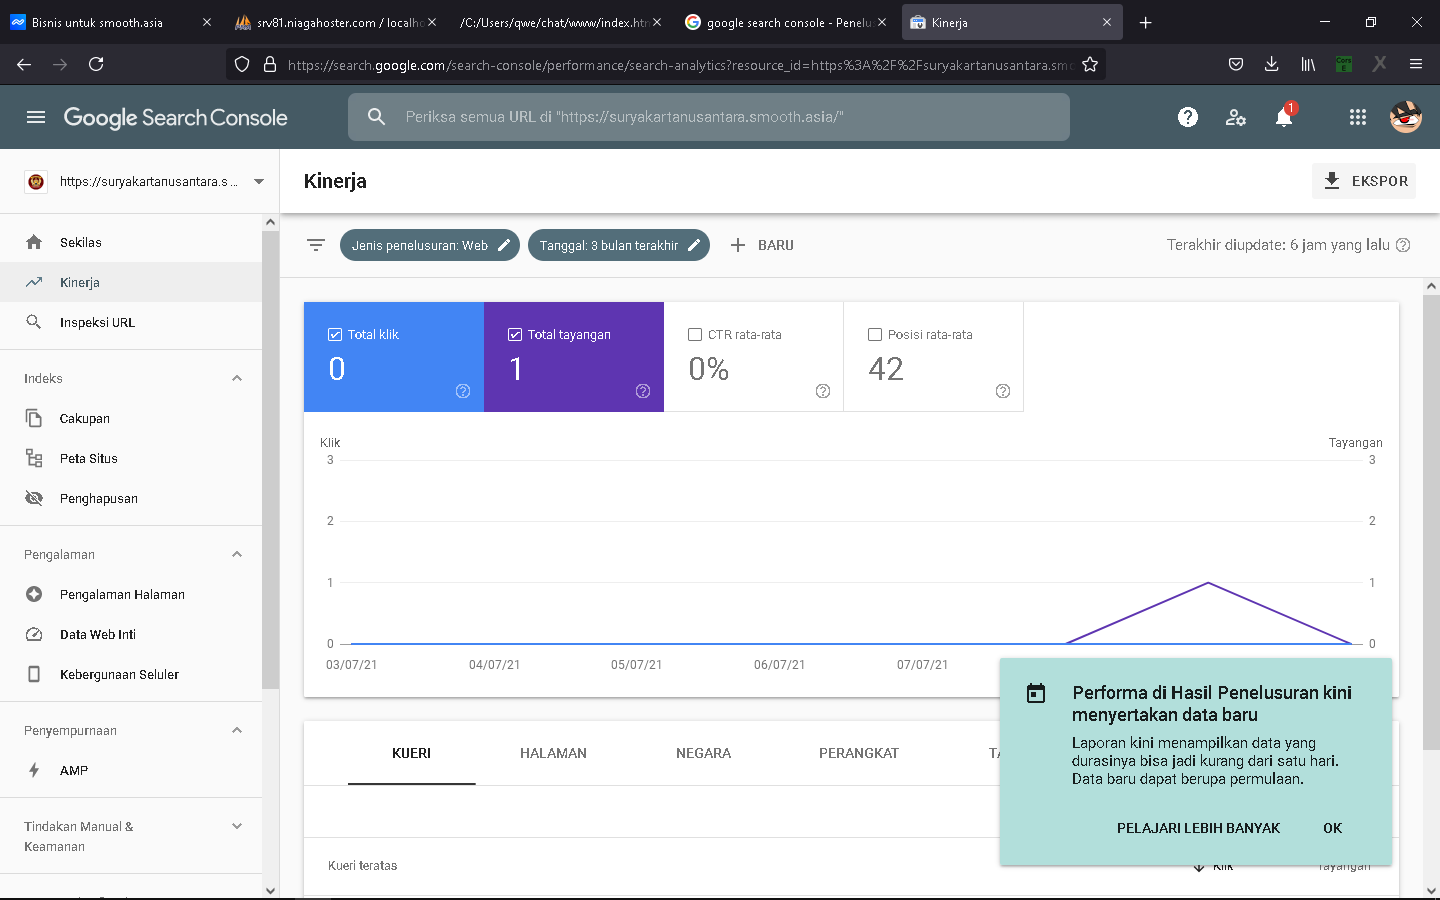 Bisnis untuk smooth.asia
srv81.niagahoster.com / localho
/C:/Users/qwe/chat/www/index.htm
google search console - Penelus
Kinerja
https://search.google.com/search-console/performance/search-analytics?resource_id=https%3A%2F%2Fsuryakartanusantara.smo
Google Search Console
Periksa semua URL di "https://suryakartanusantara.smooth.asia/"
1
https://suryakartanusantara.s ...
Kinerja
EKSPOR
Sekilas
Kinerja
Inspeksi URL
Indeks
Cakupan
Peta Situs
Penghapusan
Pengalaman
Pengalaman Halaman
Data Web Inti
Kebergunaan Seluler
Penyempurnaan
AMP
Tindakan Manual &
Keamanan
Jenis penelusuran: Web
Tanggal: 3 bulan terakhir
BARU
Terakhir diupdate: 6 jam yang lalu
Total klik
0
Total tayangan
1
CTR rata-rata
0%
Posisi rata-rata
42
Klik
Tayangan
3
3
2
2
1
1
0
0
03/07/21
04/07/21
05/07/21
06/07/21
07/07/21
KUERI
HALAMAN
NEGARA
PERANGKAT
Kueri teratas
Klik
Tayangan
Performa di Hasil Penelusuran kini
menyertakan data baru
Laporan kini menampilkan data yang
durasinya bisa jadi kurang dari satu hari.
Data baru dapat berupa permulaan.
PELAJARI LEBIH BANYAK
OK